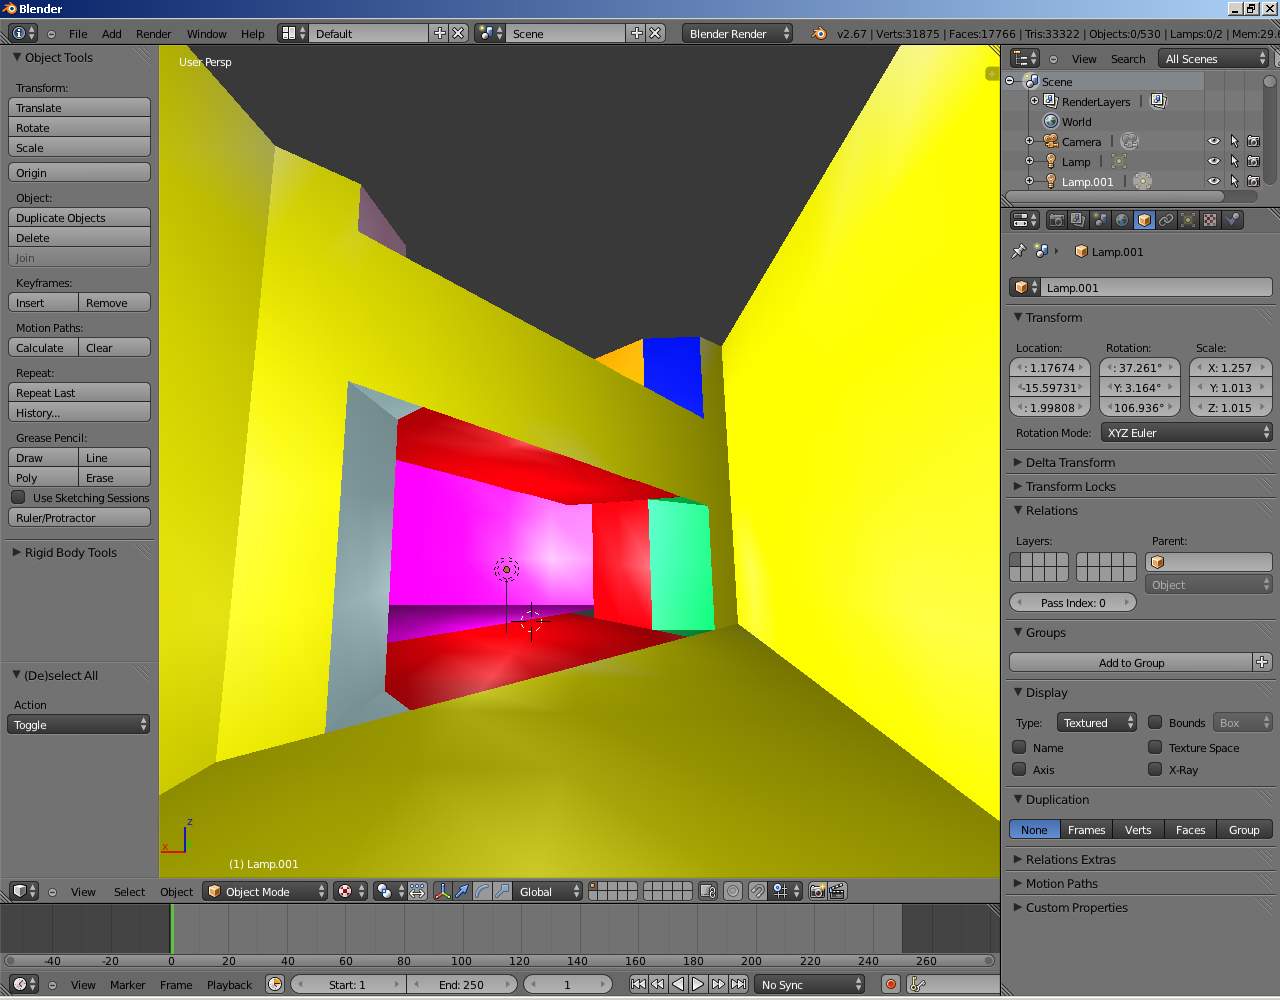 Blender
File Add Render Window Help Default Scene Blender Render v2.67 | Verts:31875 | Faces:17766 | Tris:33322 | Objects:0/530 | Lamps:0/2 | Mem:29.
Object Tools
Transform:
Translate
Rotate
Scale
Origin
Object:
Duplicate Objects
Delete
Join
Keyframes:
Insert Remove
Motion Paths:
Calculate Clear
Repeat:
Repeat Last
History...
Grease Pencil:
Draw Line
Poly Erase
Use Sketching Sessions
Ruler/Protractor
Rigid Body Tools
(De)select All
Action
Toggle
User Persp
z
x
(1) Lamp.001
View Select Object Object Mode Global
-40 -20 0 20 40 60 80 100 120 140 160 180 200 220 240 260
View Marker Frame Playback Start: 1 End: 250 1 No Sync
View Search All Scenes
Scene
RenderLayers |
World
Camera |
Lamp |
Lamp.001 |
Lamp.001
Lamp.001
Transform
Location: Rotation: Scale:
: 1.17674 : 37.261° X: 1.257
-15.59731 Y: 3.164° Y: 1.013
: 1.99808 106.936° Z: 1.015
Rotation Mode: XYZ Euler
Delta Transform
Transform Locks
Relations
Layers: Parent:
Object
Pass Index: 0
Groups
Add to Group
Display
Type: Textured Bounds Box
Name Texture Space
Axis X-Ray
Duplication
None Frames Verts Faces Group
Relations Extras
Motion Paths
Custom Properties